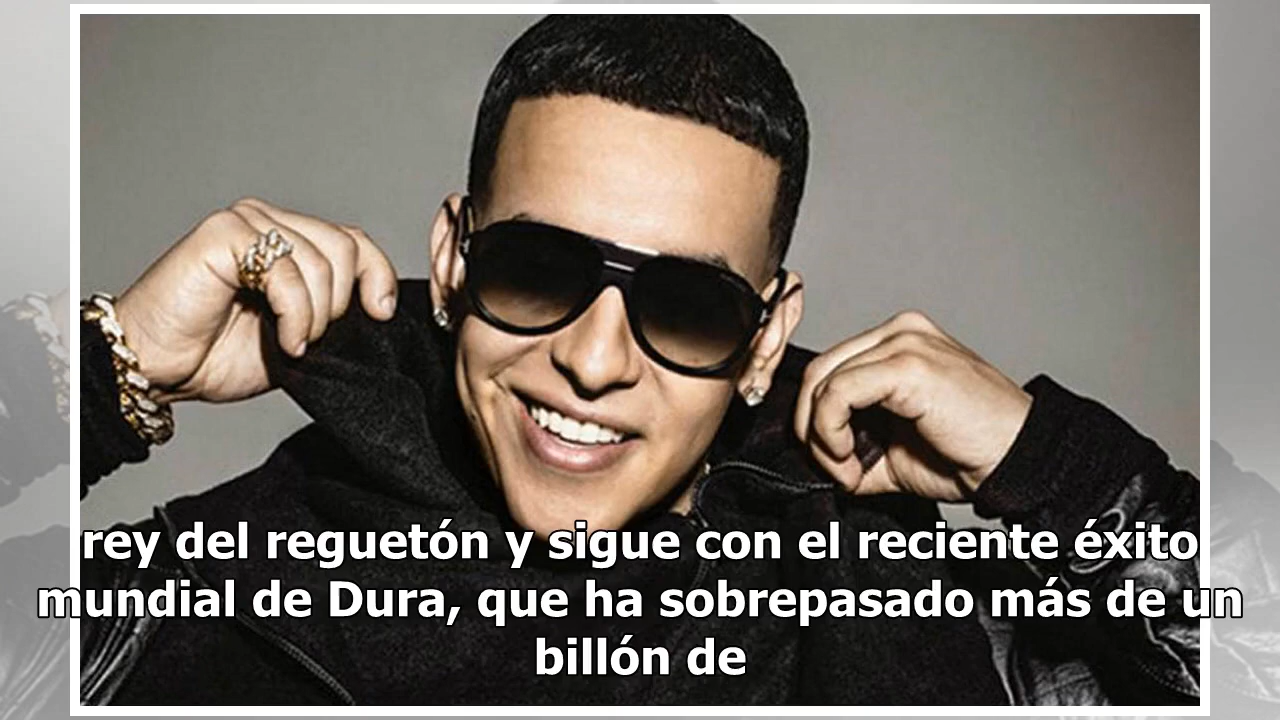 rey del reguetón y sigue con el reciente éxito
mundial de Dura, que ha sobrepasado más de un
billón de